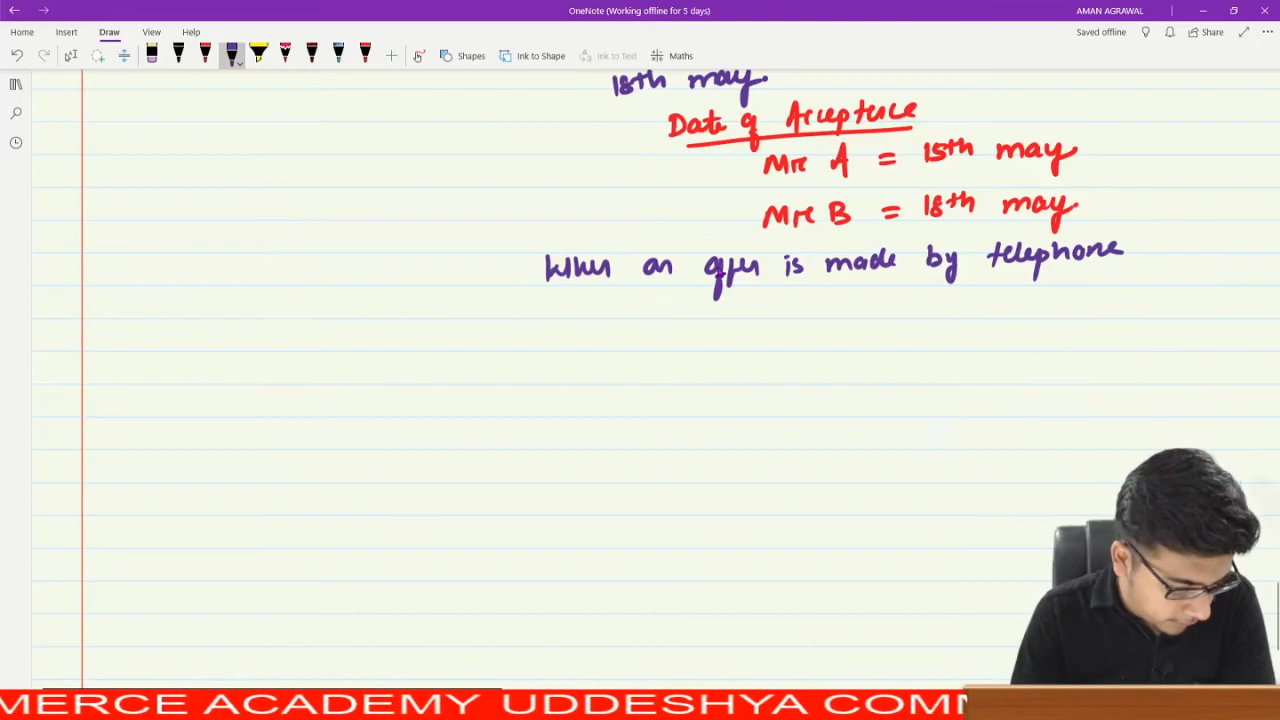 OneNote (Working offline for 5 days)
AMAN AGRAWAL
Home Insert Draw View Help
Saved offline
Share
Shapes
Ink to Shape
Ink to Text
Maths
18th may.
Date of Acceptence
Mr A = 15th may
Mr B = 18th may.
When an offer is made by telephone
MERCE ACADEMY UDDESHYA COMM